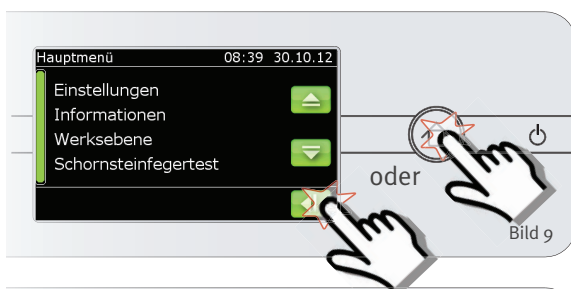 Hauptmenü 08:39 30.10.12
Einstellungen
Informationen
Werksebene
Schornsteinfegertest
oder
Bild 9